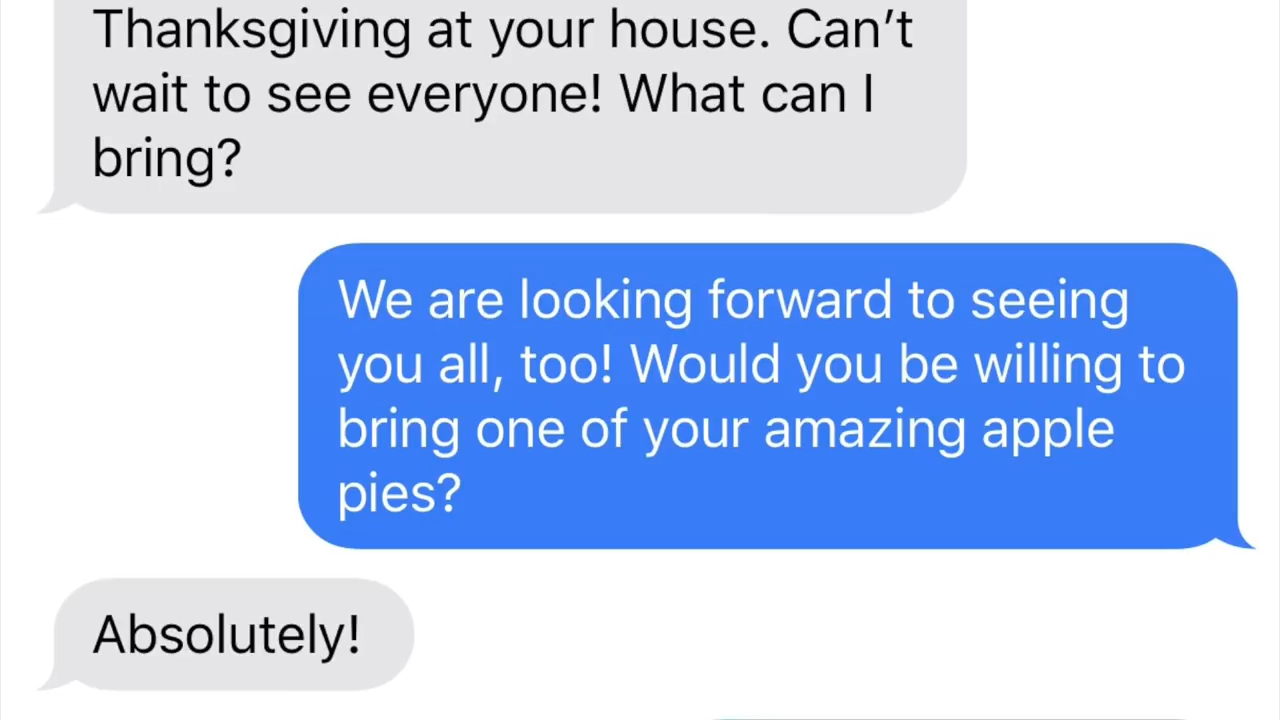 Thanksgiving at your house. Can’t
wait to see everyone! What can I
bring?
We are looking forward to seeing
you all, too! Would you be willing to
bring one of your amazing apple
pies?
Absolutely!